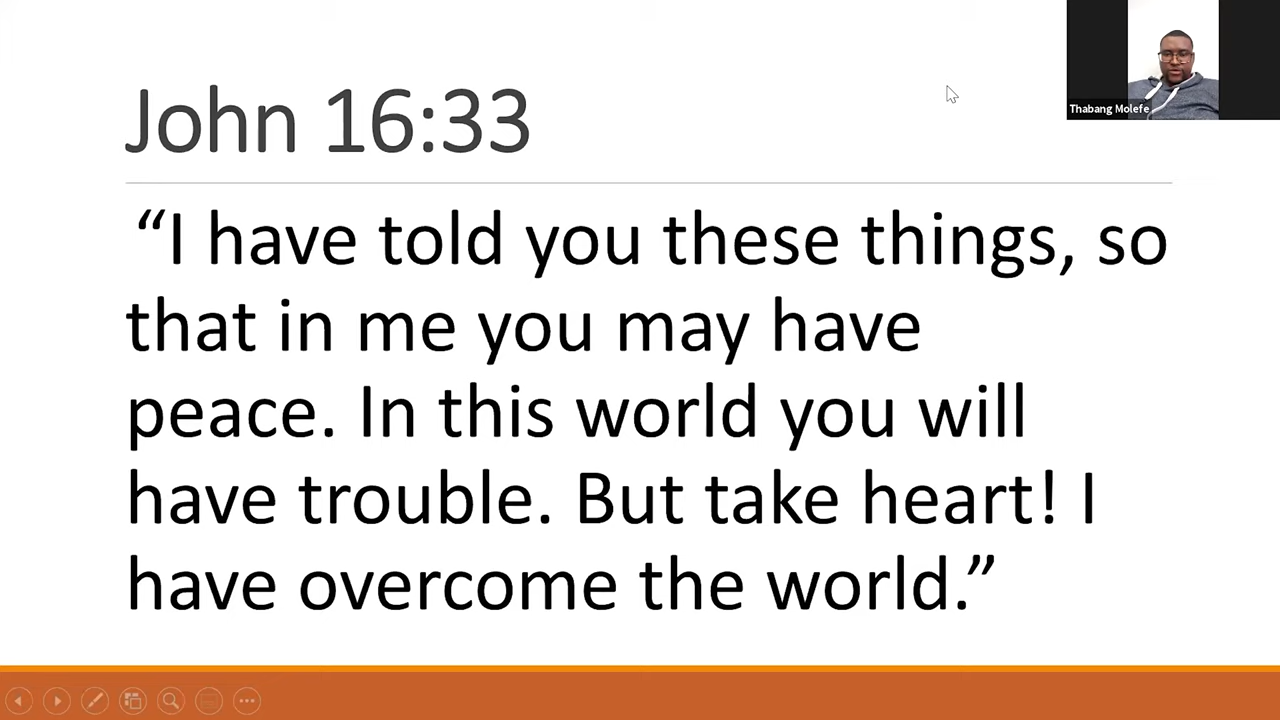 Thabang Molefe
John 16:33
“I have told you these things, so
that in me you may have
peace. In this world you will
have trouble. But take heart! I
have overcome the world.”